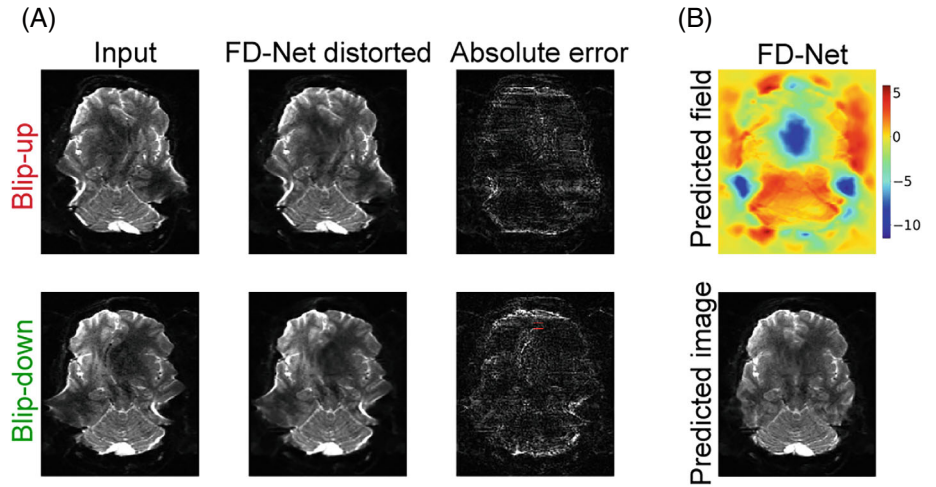 (A)
(B)
Input
FD-Net distorted
Absolute error
FD-Net
Blip-up
Predicted field
5
0
−5
−10
Blip-down
Predicted image